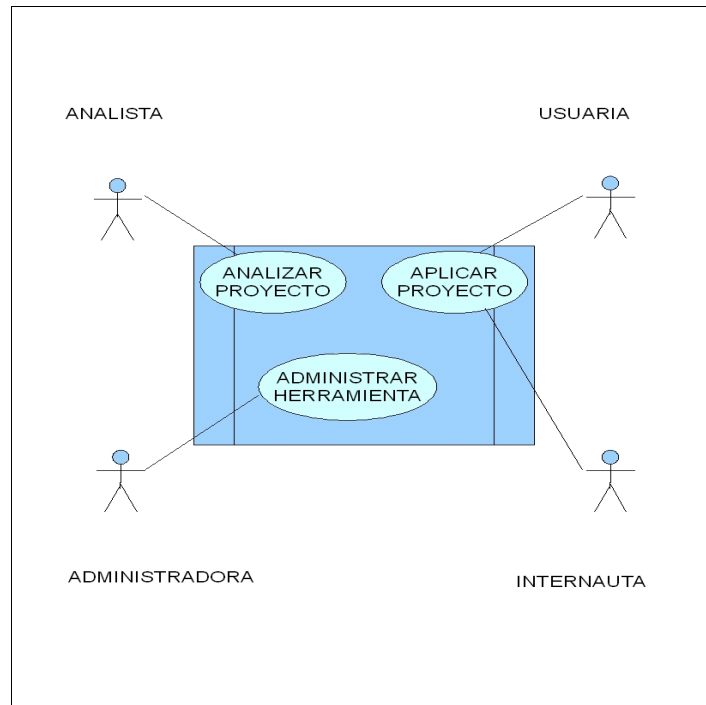 ANALISTA
USUARIA
ANALIZAR
PROYECTO
APLICAR
PROYECTO
ADMINISTRAR
HERRAMIENTA
ADMINISTRADORA
INTERNAUTA